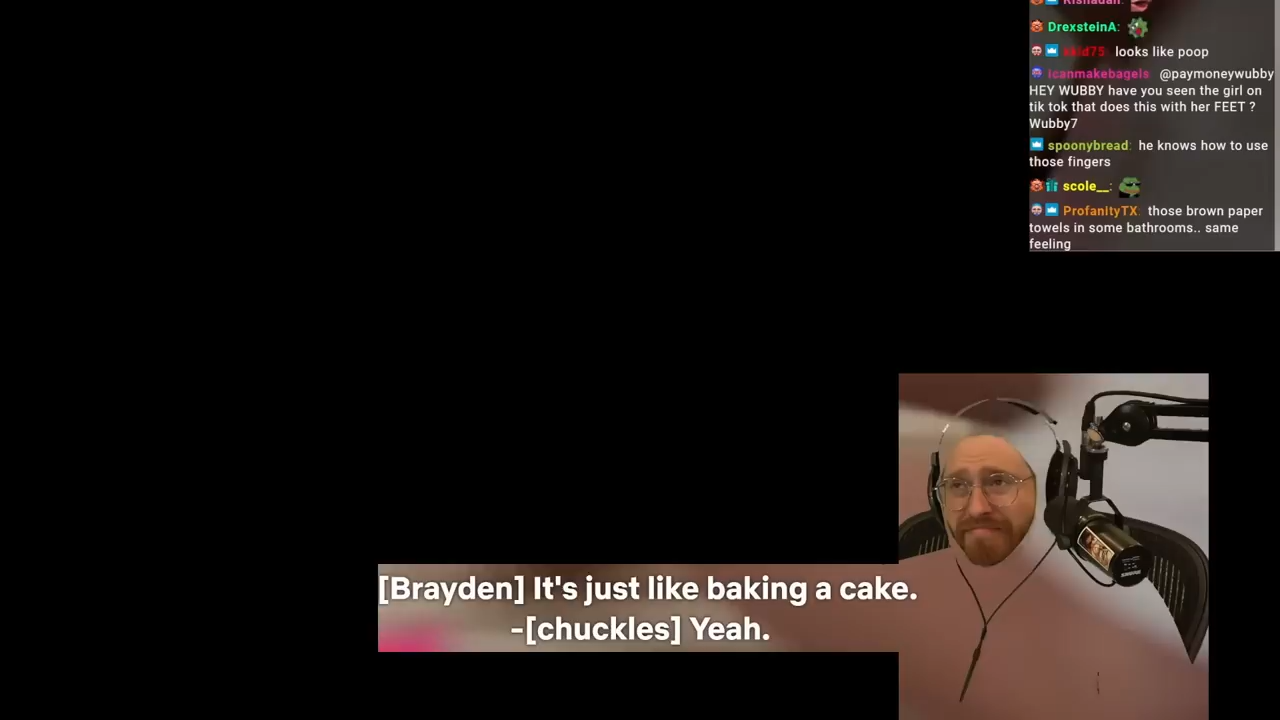 DrexsteinA:
looks like poop
Icanmakebagels @paymoneywubby
HEY WUBBY have you seen the girl on
tik tok that does this with her FEET ?
Wubby7
spoonybread: he knows how to use
those fingers
scole__:
ProfanityTX: those brown paper
towels in some bathrooms.. same
feeling
[Brayden] It's just like baking a cake.
-[chuckles] Yeah.